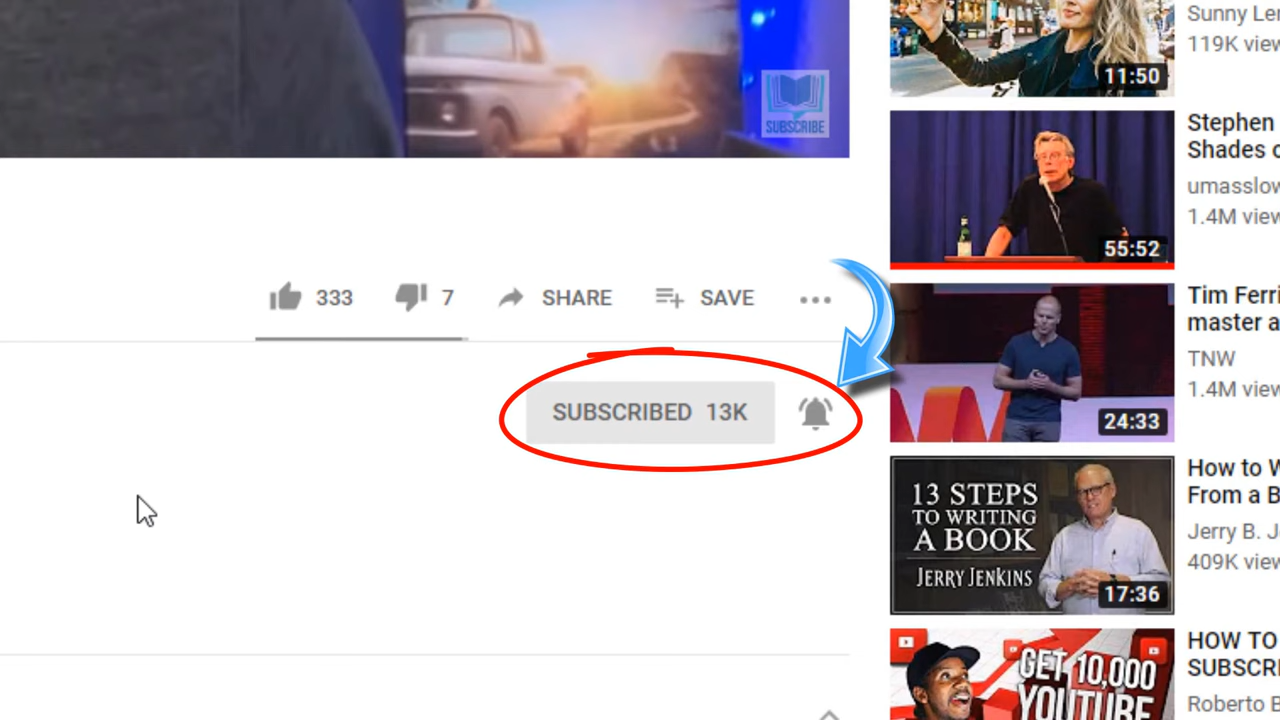 SUBSCRIBE
333
7
SHARE
SAVE
SUBSCRIBED 13K
11:50
Sunny Le
119K view
55:52
Stephen
Shades o
umasslow
1.4M view
24:33
Tim Ferri
master a
TNW
1.4M view
13 STEPS
TO WRITING
A BOOK
JERRY JENKINS
17:36
How to W
From a B
Jerry B. J
409K view
GET 10,000
YOUTUBE
HOW TO
SUBSCRI
Roberto B